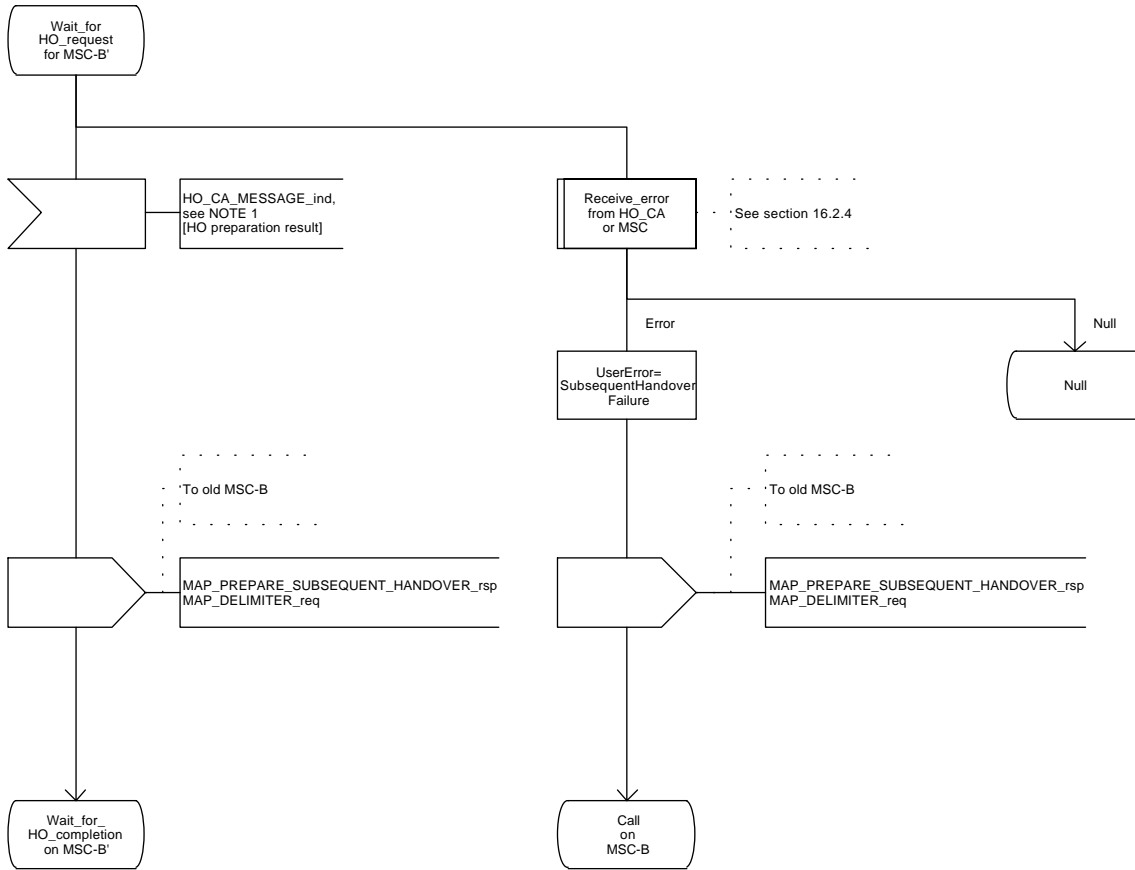 Wait_for
HO_request
for MSC-B'
HO_CA_MESSAGE_ind,
see NOTE 1
[HO preparation result]
Receive_error
from HO_CA
or MSC
See section 16.2.4
Error
Null
UserError=
SubsequentHandover
Failure
Null
To old MSC-B
To old MSC-B
MAP_PREPARE_SUBSEQUENT_HANDOVER_rsp
MAP_DELIMITER_req
MAP_PREPARE_SUBSEQUENT_HANDOVER_rsp
MAP_DELIMITER_req
Wait_for_
HO_completion
on MSC-B'
Call
on
MSC-B